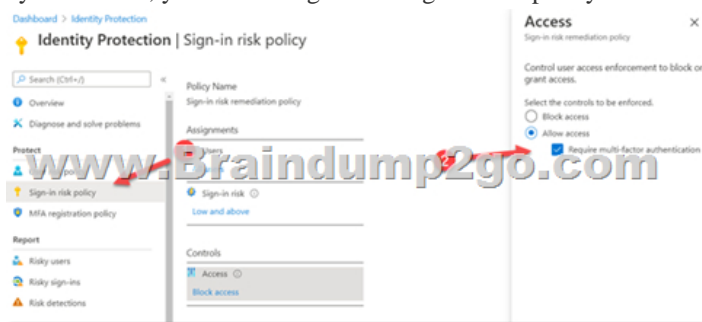 Dashboard > Identity Protection
Identity Protection | Sign-in risk policy
Search (Ctrl+/)
«
Overview
Diagnose and solve problems
Protect
Sign-in risk policy
MFA registration policy
Report
Risky users
Risky sign-ins
Risk detections
Policy Name
Sign-in risk remediation policy
Assignments
Users
Sign-in risk
Low and above
Controls
Access
Block access
Access
Sign-in risk remediation policy
Control user access enforcement to block or
grant access.
Select the controls to be enforced.
Block access
Allow access
Require multi-factor authentication
2
www.Braindump2go.com